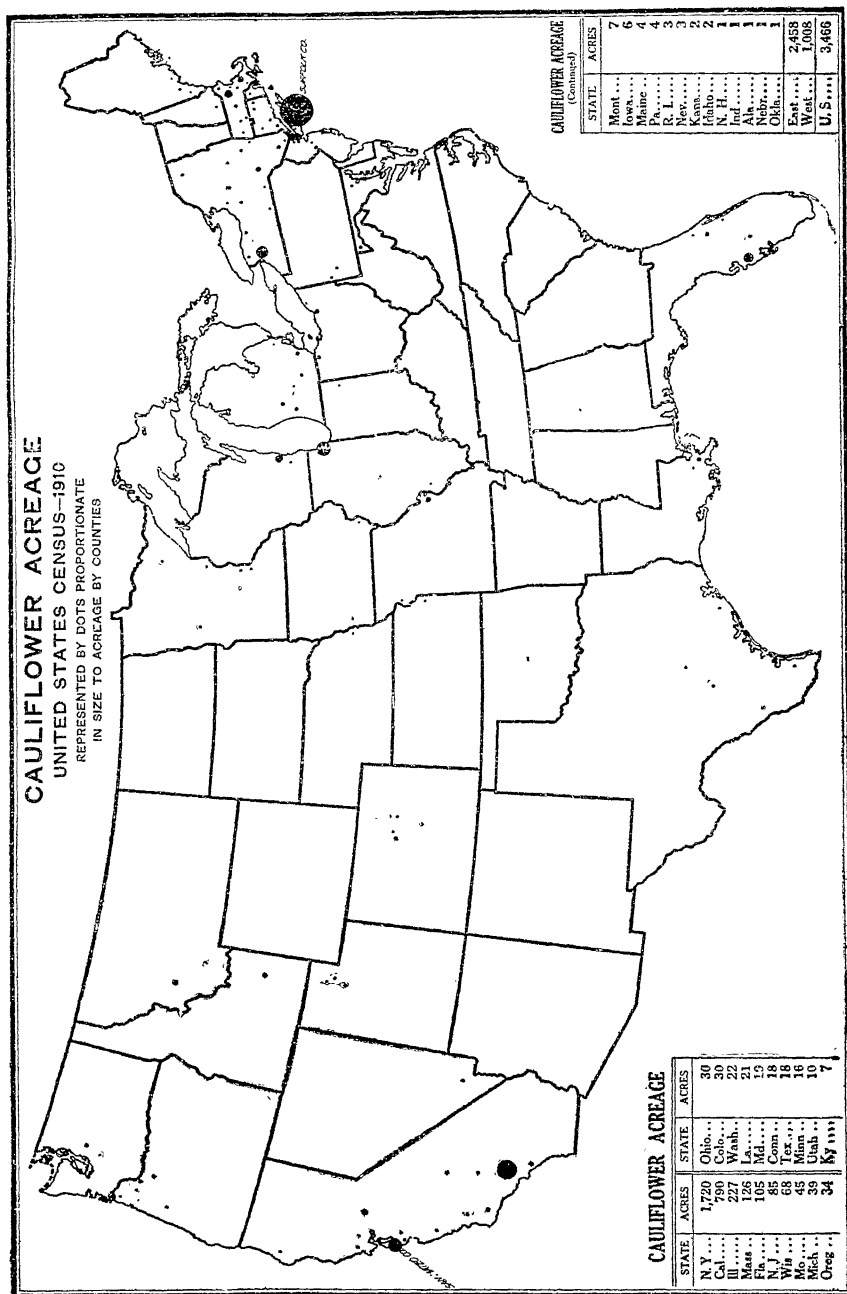 CAULIFLOWER ACREAGE
UNITED STATES CENSUS—1910
REPRESENTED BY DOTS PROPORTIONATE
IN SIZE TO ACREAGE BY COUNTIES
SUFFOLK CO.
CAULIFLOWER ACREAGE
STATE ACRES STATE ACRES
N. Y.... 1,720 Ohio... 30
Cal..... 790 Colo... 30
Ill..... 227 Wash... 22
Mass.... 126 La..... 21
Fla..... 105 Md.... 19
N. J.... 85 Conn... 18
Wis.... 68 Tex.... 18
Mo..... 45 Minn... 16
Mich... 39 Utah... 10
Oreg... 34 Ky.... 7
CAULIFLOWER ACREAGE
(Continued)
STATE ACRES
Mont... 7
Iowa.... 6
Maine... 4
Pa...... 4
R. I..... 3
Nev..... 3
Kans.... 2
Idaho... 2
N. H.... 1
Ind..... 1
Ala..... 1
Nebr.... 1
Okla.... 1
East.... 2,458
West.... 1,008
U. S..... 3,466